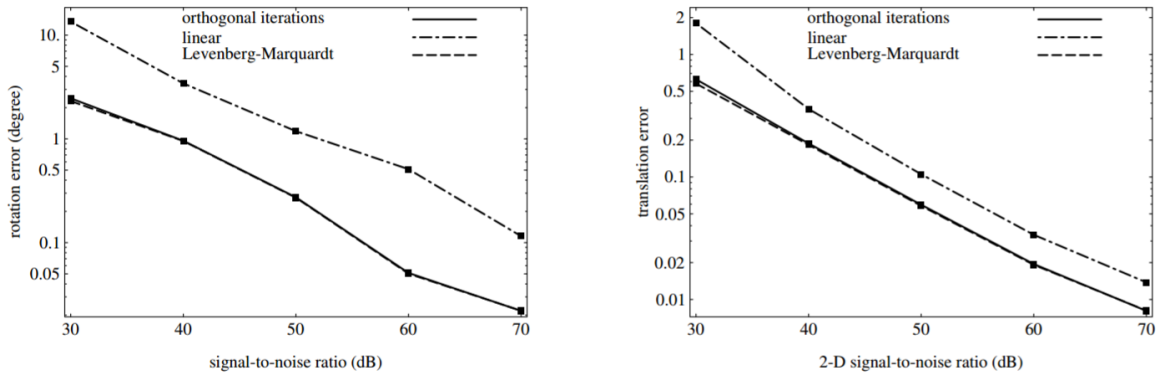 orthogonal iterations
linear
Levenberg-Marquardt
10.
5
1
0.5
0.1
0.05
rotation error (degree)
30 40 50 60 70
signal-to-noise ratio (dB)
orthogonal iterations
linear
Levenberg-Marquardt
2
1
0.5
0.2
0.1
0.05
0.02
0.01
translation error
30 40 50 60 70
2-D signal-to-noise ratio (dB)